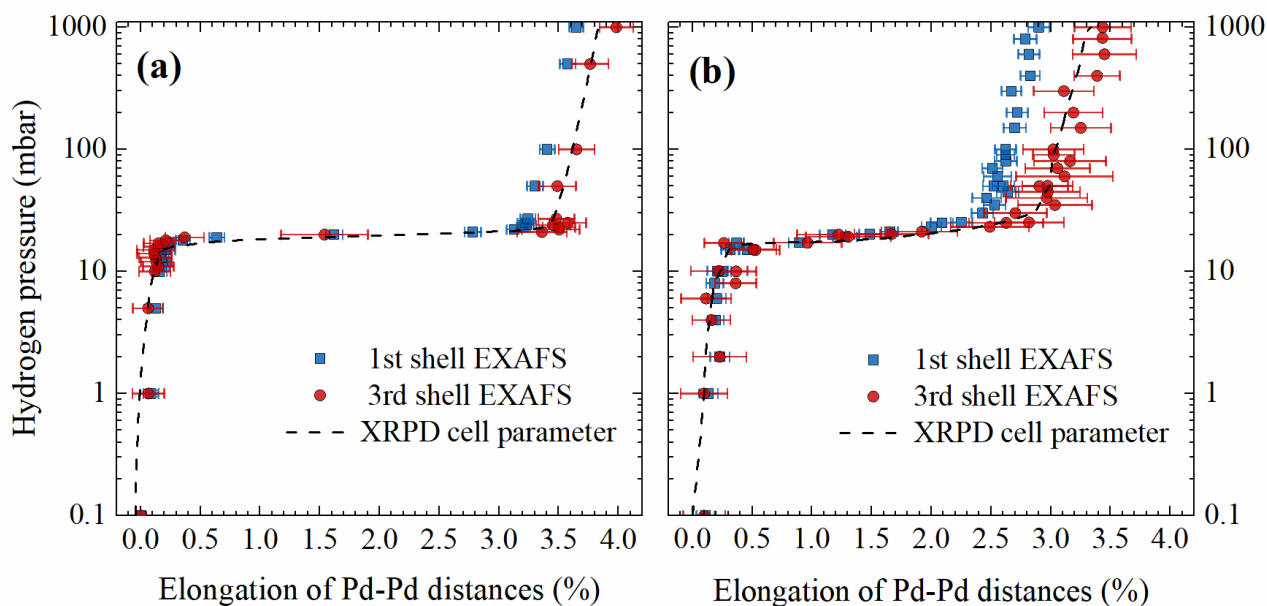 (a)
(b)
1000
100
10
1
0.1
1000
100
10
1
0.1
Hydrogen pressure (mbar)
1st shell EXAFS
3rd shell EXAFS
XRPD cell parameter
1st shell EXAFS
3rd shell EXAFS
XRPD cell parameter
0.0 0.5 1.0 1.5 2.0 2.5 3.0 3.5 4.0
0.0 0.5 1.0 1.5 2.0 2.5 3.0 3.5 4.0
Elongation of Pd-Pd distances (%)
Elongation of Pd-Pd distances (%)